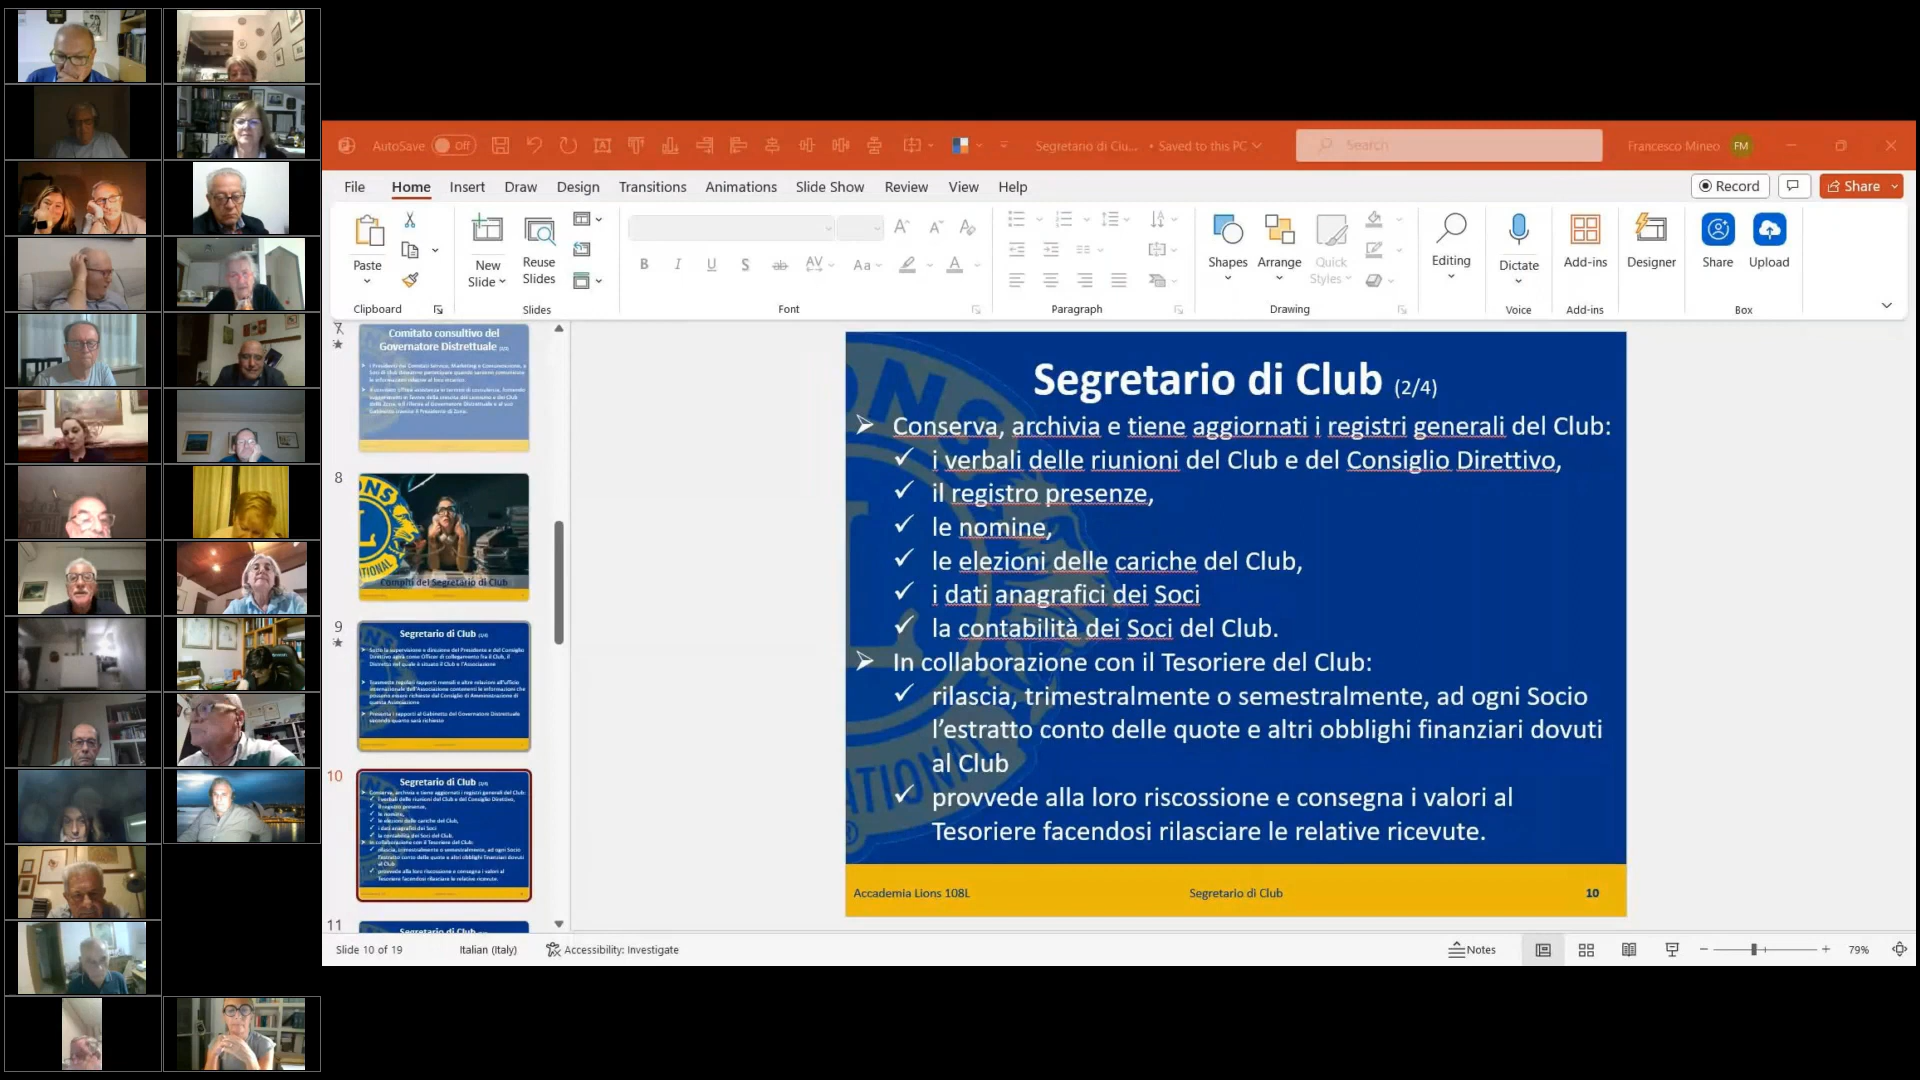 AutoSave Off
Segretario di Clu... • Saved to this PC
Search
Francesco Mineo FM
File Home Insert Draw Design Transitions Animations Slide Show Review View Help
Record
Share
Paste
New Slide
Reuse Slides
Shapes
Arrange
Quick Styles
Editing
Dictate
Add-ins
Designer
Share
Upload
Clipboard
Slides
Font
Paragraph
Drawing
Voice
Add-ins
Box
7
Comitato consultivo del
Governatore Distrettuale
8
Compiti del Segretario di Club
9
Segretario di Club
10
Segretario di Club (2/4)
11
Segretario di Club
Segretario di Club (2/4)
Conserva, archivia e tiene aggiornati i registri generali del Club:
i verbali delle riunioni del Club e del Consiglio Direttivo,
il registro presenze,
le nomine,
le elezioni delle cariche del Club,
i dati anagrafici dei Soci
la contabilità dei Soci del Club.
In collaborazione con il Tesoriere del Club:
rilascia, trimestralmente o semestralmente, ad ogni Socio
l'estratto conto delle quote e altri obblighi finanziari dovuti
al Club
provvede alla loro riscossione e consegna i valori al
Tesoriere facendosi rilasciare le relative ricevute.
Accademia Lions 108L
Segretario di Club
10
Slide 10 of 19
Italian (Italy)
Accessibility: Investigate
Notes
79%